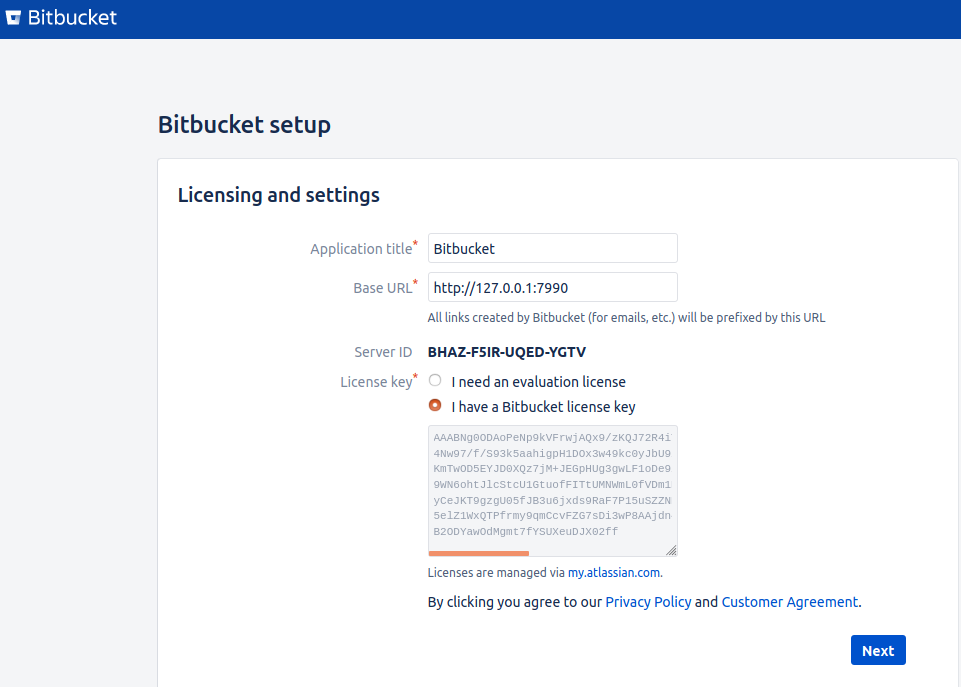 Bitbucket
Bitbucket setup
Licensing and settings
Application title*
Bitbucket
Base URL*
http://127.0.0.1:7990
All links created by Bitbucket (for emails, etc.) will be prefixed by this URL
Server ID
BHAZ-F5IR-UQED-YGTV
License key*
I need an evaluation license
I have a Bitbucket license key
AAABNg0ODAoPeNp9kVFrwjAQx9/zKQJ72R4i
4Nw97/f/S93k5aahigpH1DOx3w49kc0yJbU9
KmTwOD5EYJD0XQz7jM+JEGpHUg3gwLF1oDe9
9WN6ohtJlcStcU1GtuofFITtUMNWmL0fVDm1
yCeJKT9gzgU05fJB3u6jxds9RaF7P15uSZZN
5elZ1WxQTPfrmy9qmCcvFZG7sDi3wP8AAjdn
B2ODYawOdMgmt7fYSUXeuDJX02ff
Licenses are managed via my.atlassian.com.
By clicking you agree to our Privacy Policy and Customer Agreement.
Next